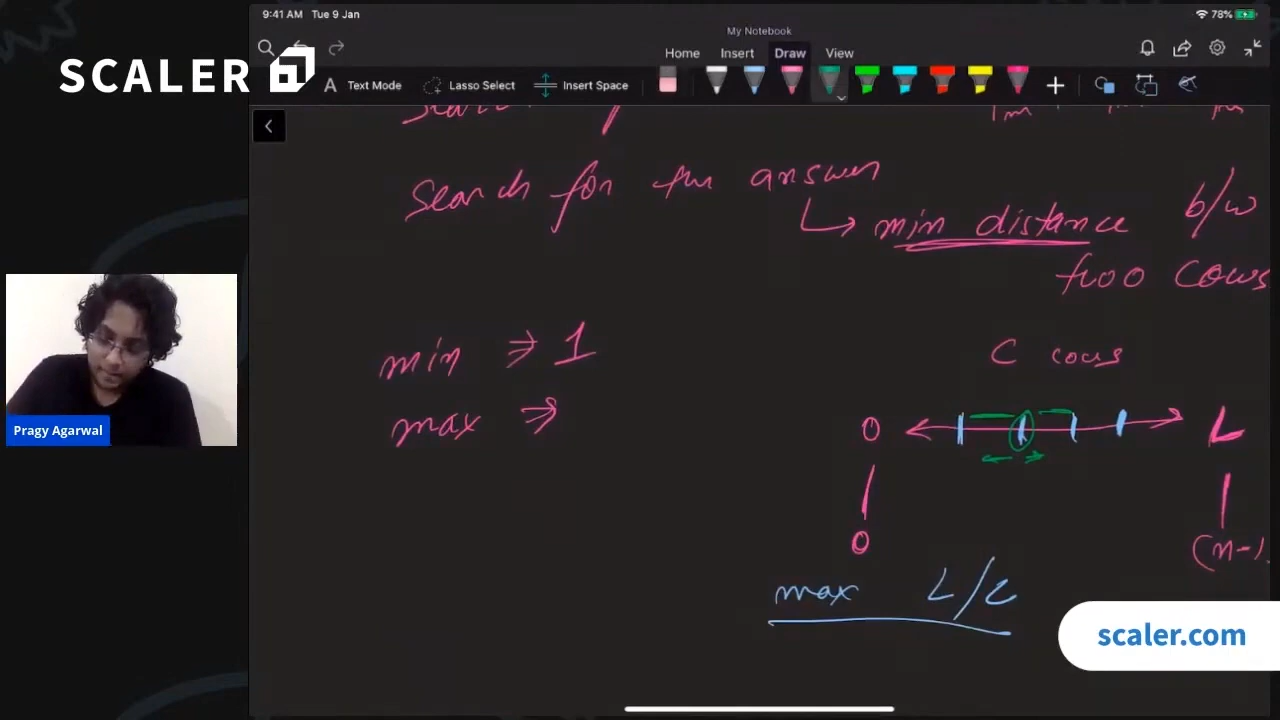 9:41 AM Tue 9 Jan
78%
My Notebook
SCALER
Home Insert Draw View
A Text Mode Lasso Select Insert Space
Search for the answer
min distance b/w
two cows
min ⇒ 1
C cows
max ⇒
0 L
0 (n-1)
max L/C
Pragy Agarwal
scaler.com